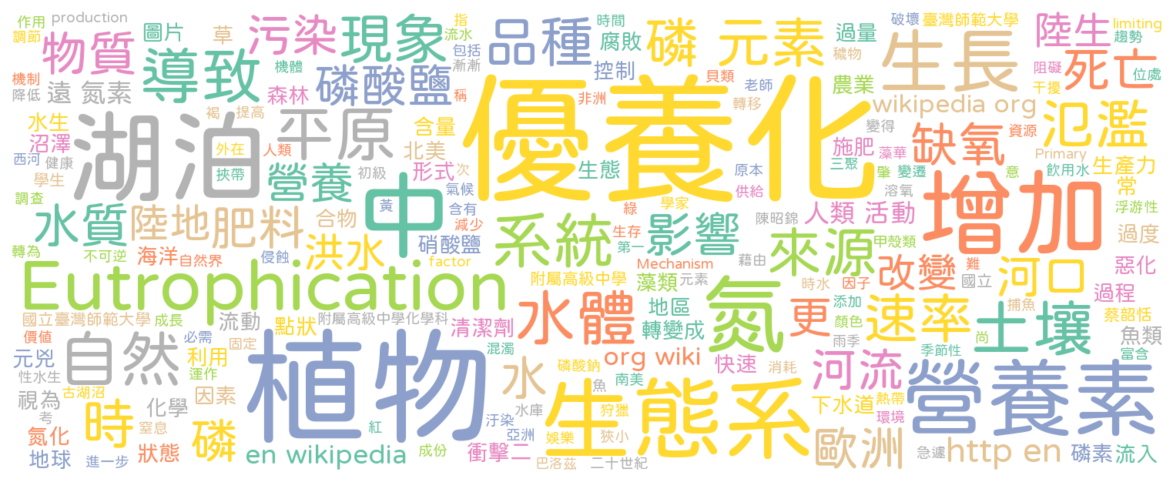 作用 production
調節
物質
圖片
草
污染
現象
指
流水
包括
漸漸
品種
時間
腐敗
磷 元素
過量
穢物
破壞
臺灣師範大學
生長
陸生
limiting
趨勢
死亡
位處
阻礙
干擾
機制
降低
遠
氮素
導致
機體
森林
磷酸鹽
稱
非洲
控制
貝類
老師
轉移
農業
wikipedia org
水生
沼澤
湖泊
褐
提高
平原
含量
北美
優養化
變得
施肥
藻華
缺氧
資源
氾濫
西河
健康
學生
調查
外在
人類
挾帶
營養
初級
形式
次
氣候
生態
原本
供給
三聚
肇
變遷
溶氧
意
Primary
飲用水
生產力
常
水質
陸地
肥料
黃
合物
中
含有
減少
綠
學家
生存
第一
系統
影響
陳昭錦
人類 活動
甲殼類
增加
浮游性
過度
轉為
不可逆
海洋
自然界
侵蝕
洪水
硝酸鹽
factor
附屬高級中學
Mechanism
藉由
元素
藻類
來源
改變
難
因子
國立
河口
惡化
Eutrophication
水體
地區
轉變成
氮
時水
添加
顏色
雨季
更
速率
捕魚
土壤
過程
蔡韶恬
魚類
富含
國立臺灣師範大學
成長
流動
點狀
附屬高級中學化學科
清潔劑
價值
必需
固定
元兇
運作
利用
自然
植物
混濁
水
磷酸鈉
org wiki
快速
消耗
河流
季節性
營養素
性水生
古湖沼
視為
考
時
化學
因素
窒息
磷
紅
水庫
魚
南美
生態系
狩獵
下水道
熱帶
環境
氮化
狀態
地球
進一步
en wikipedia
成份
汙染
亞洲
衝擊二
娛樂
狹小
巴洛茲
二十世紀
歐洲
急遽
http en
磷素
流入